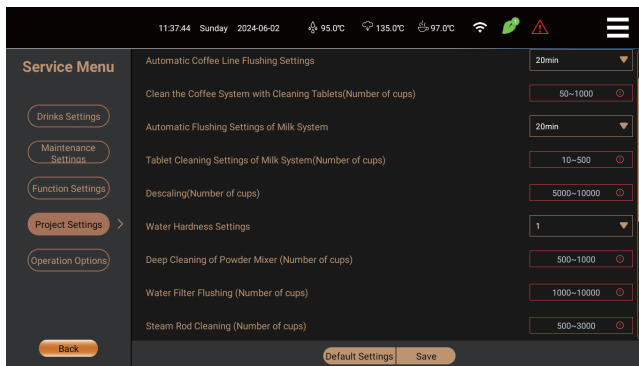 11:37:44 Sunday 2024-06-02 95.0℃ 135.0℃ 97.0℃
Service Menu
Drinks Settings
Maintenance
Settings
Function Settings
Project Settings >
Operation Options
Back
Automatic Coffee Line Flushing Settings 20min
Clean the Coffee System with Cleaning Tablets(Number of cups) 50~1000
Automatic Flushing Settings of Milk System 20min
Tablet Cleaning Settings of Milk System(Number of cups) 10~500
Descaling(Number of cups) 5000~10000
Water Hardness Settings 1
Deep Cleaning of Powder Mixer (Number of cups) 500~1000
Water Filter Flushing (Number of cups) 1000~10000
Steam Rod Cleaning (Number of cups) 500~3000
Default Settings Save